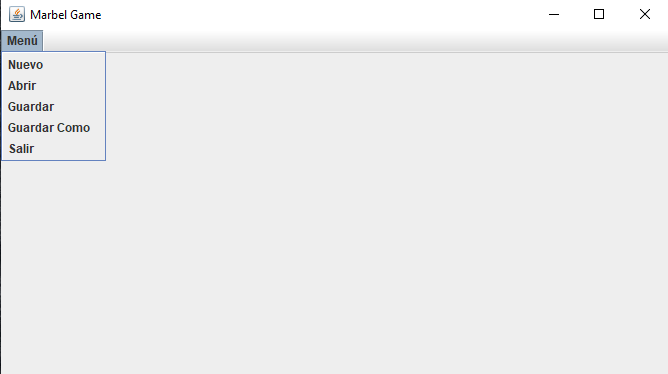 Marbel Game
Menú
Nuevo
Abrir
Guardar
Guardar Como
Salir